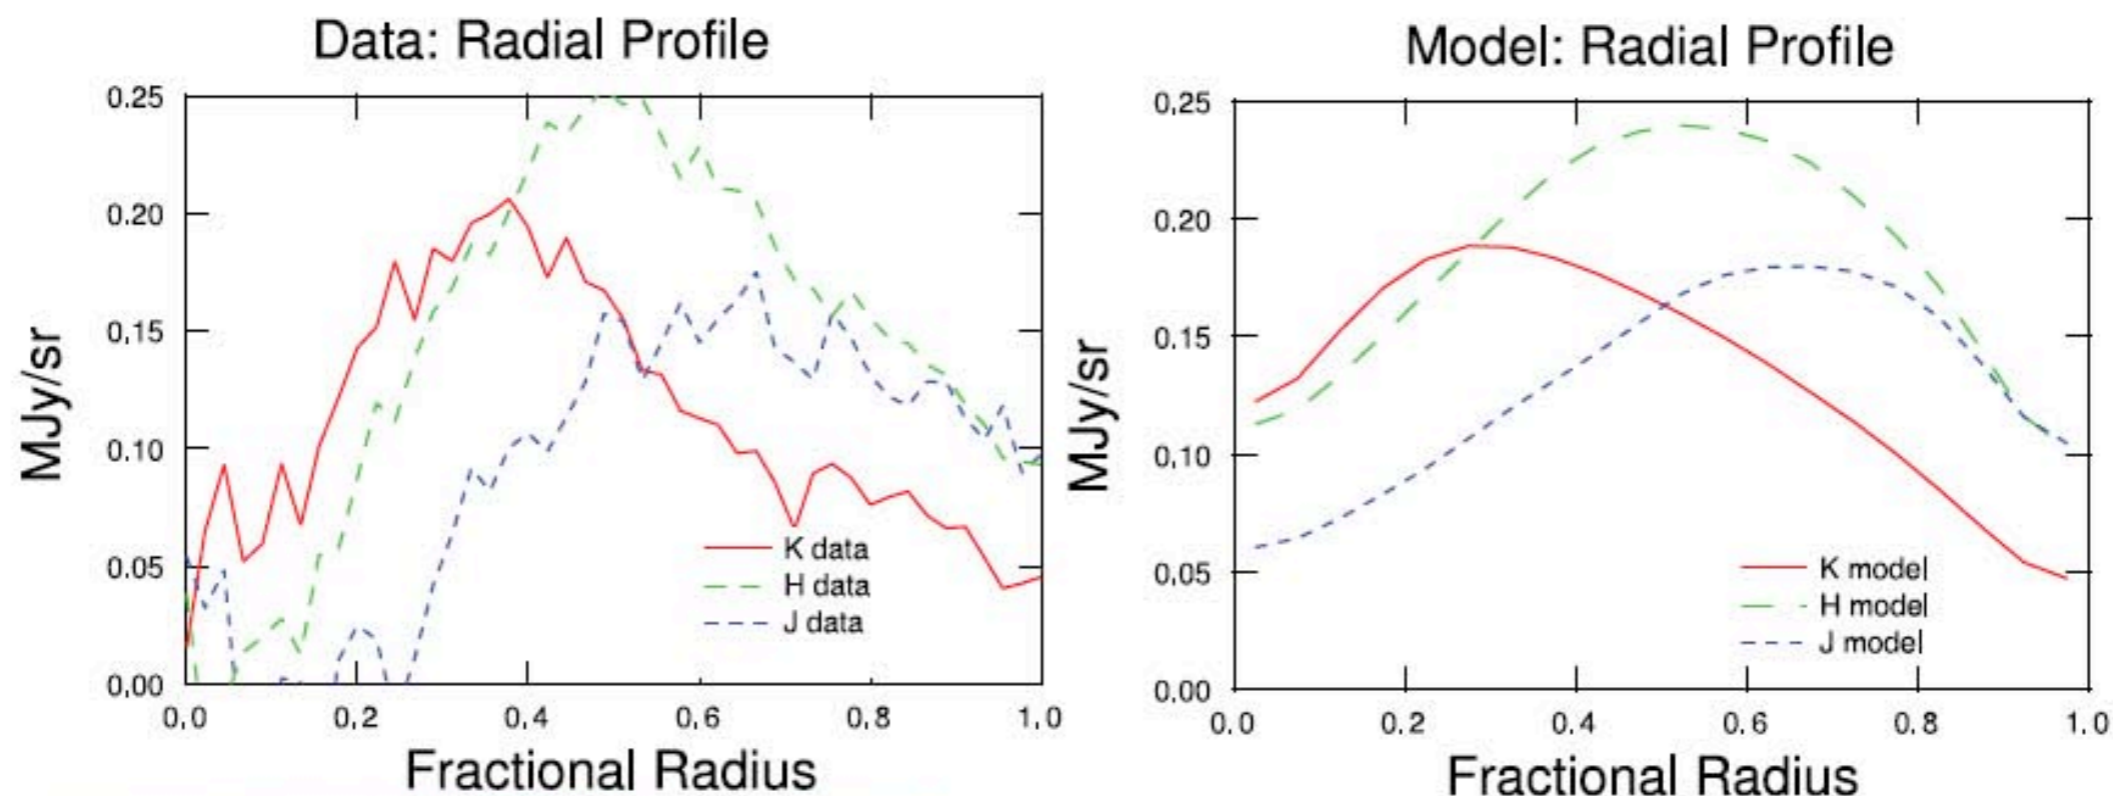 Data: Radial Profile
0.25
0.20
0.15
0.10
0.05
0.00
MJy/sr
0.0 0.2 0.4 0.6 0.8 1.0
Fractional Radius
K data
H data
J data
Model: Radial Profile
0.25
0.20
0.15
0.10
0.05
0.00
MJy/sr
0.0 0.2 0.4 0.6 0.8 1.0
Fractional Radius
K model
H model
J model